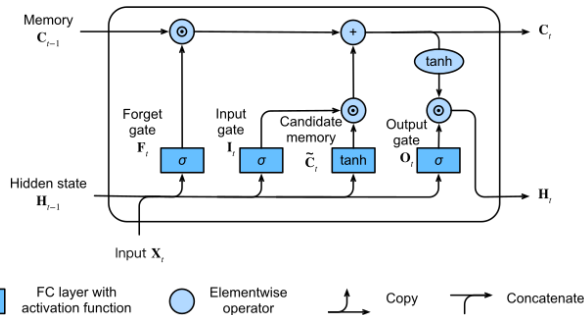 Memory
C_{t-1}
C_t
tanh
Forget
gate
F_t
Input
gate
I_t
Candidate
memory
C̃_t
Output
gate
O_t
σ
σ
tanh
σ
Hidden state
H_{t-1}
H_t
Input X_t
FC layer with
activation function
Elementwise
operator
Copy
Concatenate